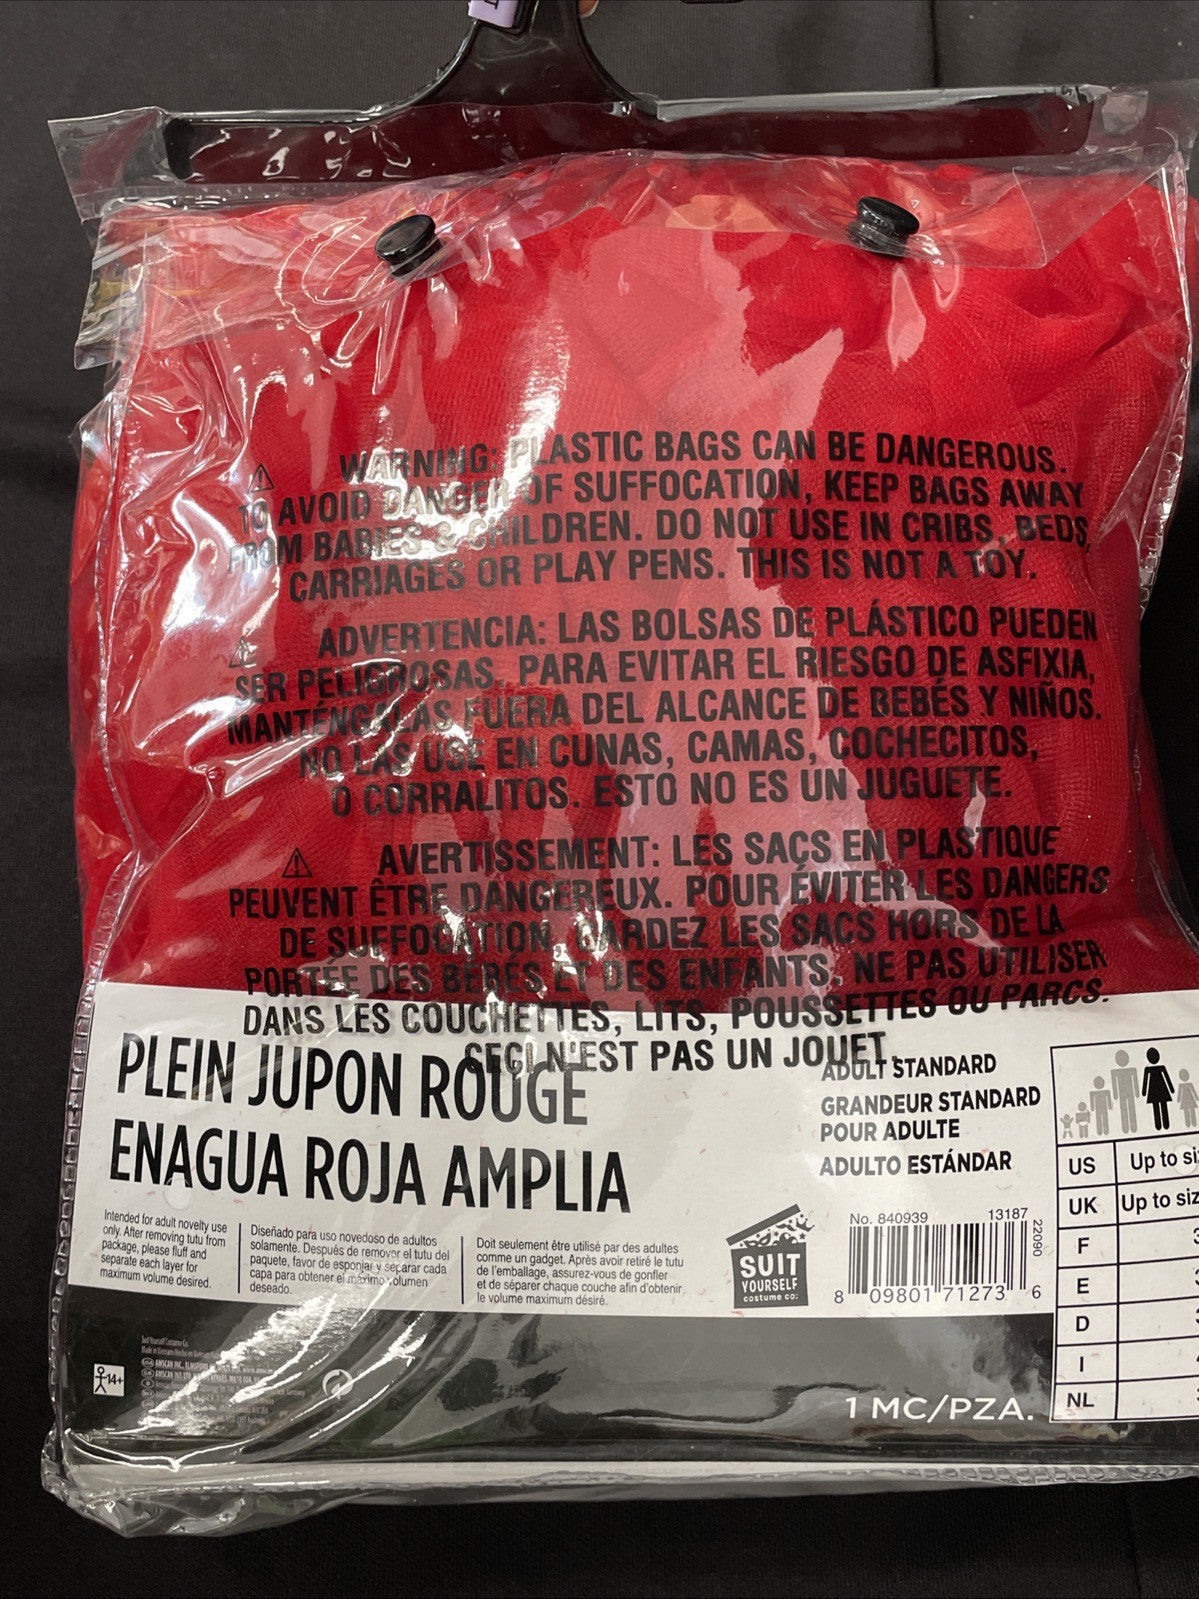 WARNING: PLASTIC BAGS CAN BE DANGEROUS.
TO AVOID DANGER OF SUFFOCATION, KEEP BAGS AWAY
FROM BABIES & CHILDREN. DO NOT USE IN CRIBS, BEDS,
CARRIAGES OR PLAY PENS. THIS IS NOT A TOY.
ADVERTENCIA: LAS BOLSAS DE PLÁSTICO PUEDEN
SER PELIGROSAS. PARA EVITAR EL RIESGO DE ASFIXIA,
MANTÉNGALAS FUERA DEL ALCANCE DE BEBÉS Y NIÑOS.
NO LAS USE EN CUNAS, CAMAS, COCHECITOS,
O CORRALITOS. ESTO NO ES UN JUGUETE.
AVERTISSEMENT: LES SACS EN PLASTIQUE
PEUVENT ÊTRE DANGEREUX. POUR ÉVITER LES DANGERS
DE SUFFOCATION, GARDEZ LES SACS HORS DE LA
PORTÉE DES BÉBÉS ET DES ENFANTS. NE PAS UTILISER
DANS LES COUCHETTES, LITS, POUSSETTES OU PARCS.
CECI N'EST PAS UN JOUET.
PLEIN JUPON ROUGE
ENAGUA ROJA AMPLIA
ADULT STANDARD
GRANDEUR STANDARD
POUR ADULTE
ADULTO ESTÁNDAR
Intended for adult novelty use
only. After removing tutu from
package, please fluff and
separate each layer for
maximum volume desired.
Diseñado para uso novedoso de adultos
solamente. Después de remover el tutu del
paquete, favor de esponjar y separar cada
capa para obtener el máximo volumen
deseado.
Doit seulement être utilisé par des adultes
comme un gadget. Après avoir retiré le tutu
de l'emballage, assurez-vous de gonfler
et de séparer chaque couche afin d'obtenir
le volume maximum désiré.
SUIT
YOURSELF
costume co.
No. 840939 13187
22090
8 09801 71273 6
US Up to
UK Up to
F
E
D
I
NL
14+
Suit Yourself Costume Co.
1 MC/PZA.